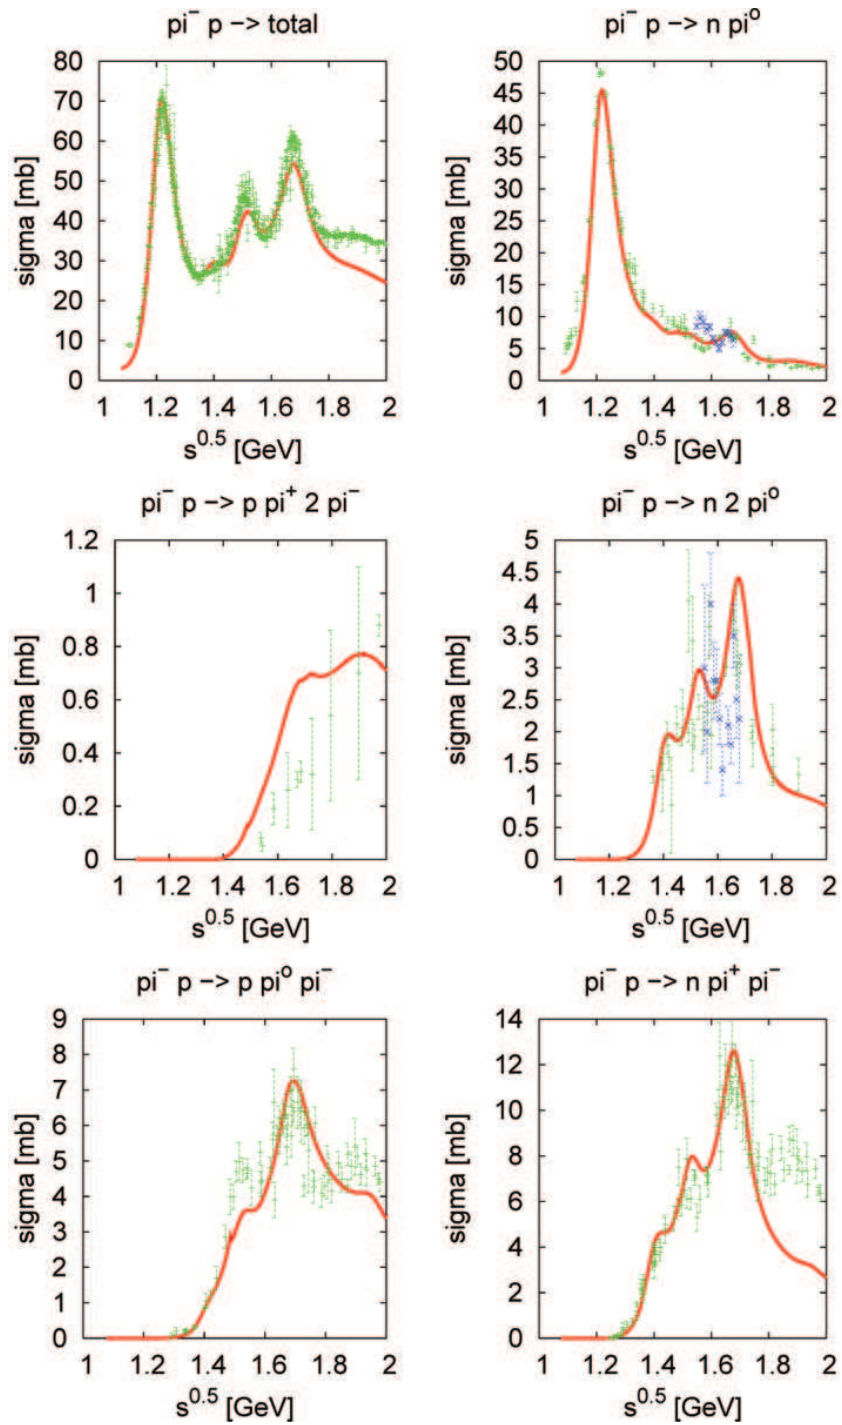 pi⁻ p −> total
pi⁻ p −> n piᵒ
80
70
60
50
40
30
20
10
0
sigma [mb]
1 1.2 1.4 1.6 1.8 2
s^0.5 [GeV]
50
45
40
35
30
25
20
15
10
5
0
sigma [mb]
1 1.2 1.4 1.6 1.8 2
s^0.5 [GeV]
pi⁻ p −> p pi⁺ 2 pi⁻
pi⁻ p −> n 2 piᵒ
1.2
1
0.8
0.6
0.4
0.2
0
sigma [mb]
1 1.2 1.4 1.6 1.8 2
s^0.5 [GeV]
5
4.5
4
3.5
3
2.5
2
1.5
1
0.5
0
sigma [mb]
1 1.2 1.4 1.6 1.8 2
s^0.5 [GeV]
pi⁻ p −> p piᵒ pi⁻
pi⁻ p −> n pi⁺ pi⁻
9
8
7
6
5
4
3
2
1
0
sigma [mb]
1 1.2 1.4 1.6 1.8 2
s^0.5 [GeV]
14
12
10
8
6
4
2
0
sigma [mb]
1 1.2 1.4 1.6 1.8 2
s^0.5 [GeV]